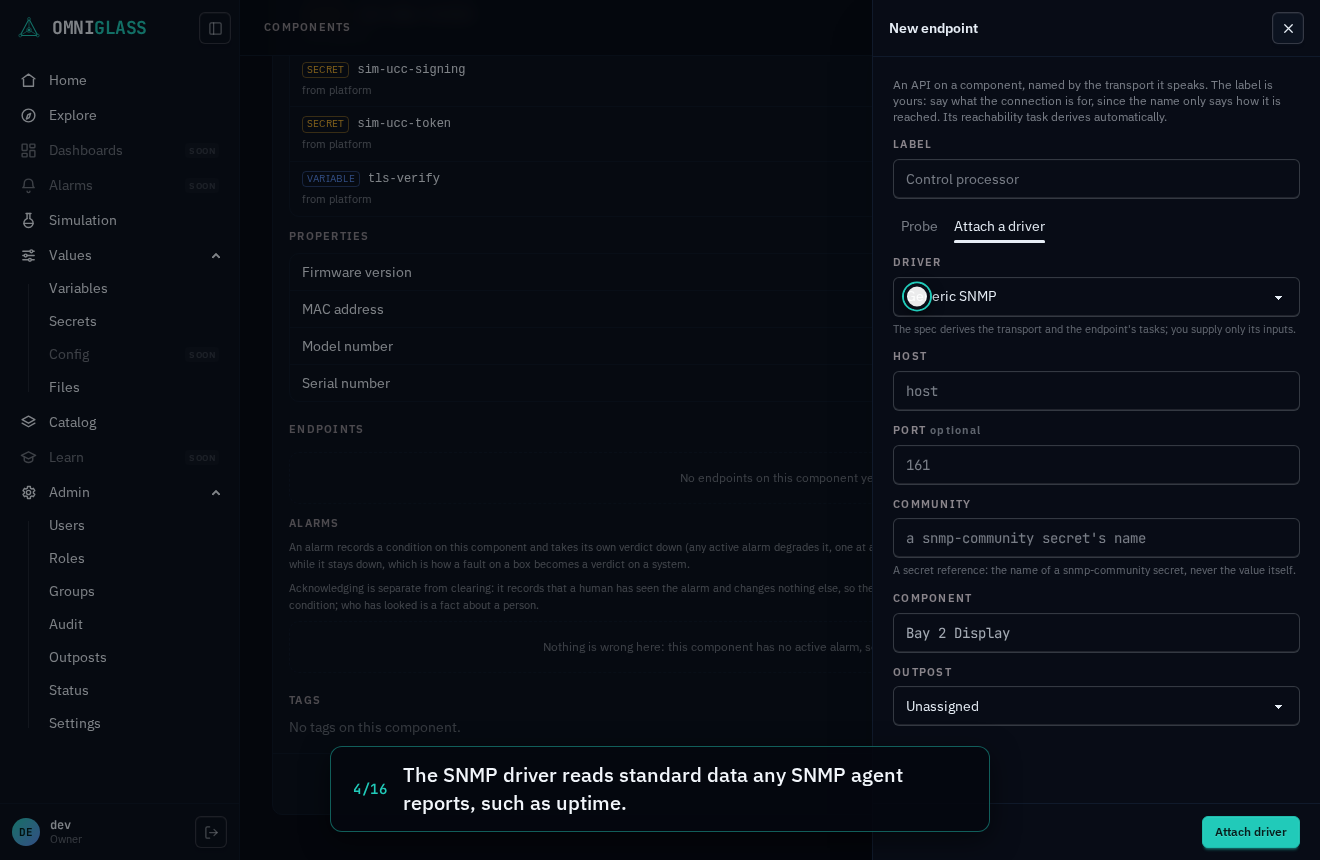 OMNIGLASS
COMPONENTS
Home
Explore
Dashboards SOON
Alarms SOON
Simulation
Values
Variables
Secrets
Config SOON
Files
Catalog
Learn SOON
Admin
Users
Roles
Groups
Audit
Outposts
Status
Settings
DE dev
Owner
SECRET sim-ucc-signing
from platform
SECRET sim-ucc-token
from platform
VARIABLE tls-verify
from platform
PROPERTIES
Firmware version
MAC address
Model number
Serial number
ENDPOINTS
No endpoints on this component ye
ALARMS
An alarm records a condition on this component and takes its own verdict down (any active alarm degrades it, one at a
while it stays down, which is how a fault on a box becomes a verdict on a system.
Acknowledging is separate from clearing: it records that a human has seen the alarm and changes nothing else, so the
condition; who has looked is a fact about a person.
Nothing is wrong here: this component has no active alarm, s
TAGS
No tags on this component.
New endpoint
An API on a component, named by the transport it speaks. The label is
yours: say what the connection is for, since the name only says how it is
reached. Its reachability task derives automatically.
LABEL
Control processor
Probe Attach a driver
DRIVER
Generic SNMP
The spec derives the transport and the endpoint's tasks; you supply only its inputs.
HOST
host
PORT optional
161
COMMUNITY
a snmp-community secret's name
A secret reference: the name of a snmp-community secret, never the value itself.
COMPONENT
Bay 2 Display
OUTPOST
Unassigned
Attach driver
4/16 The SNMP driver reads standard data any SNMP agent
reports, such as uptime.